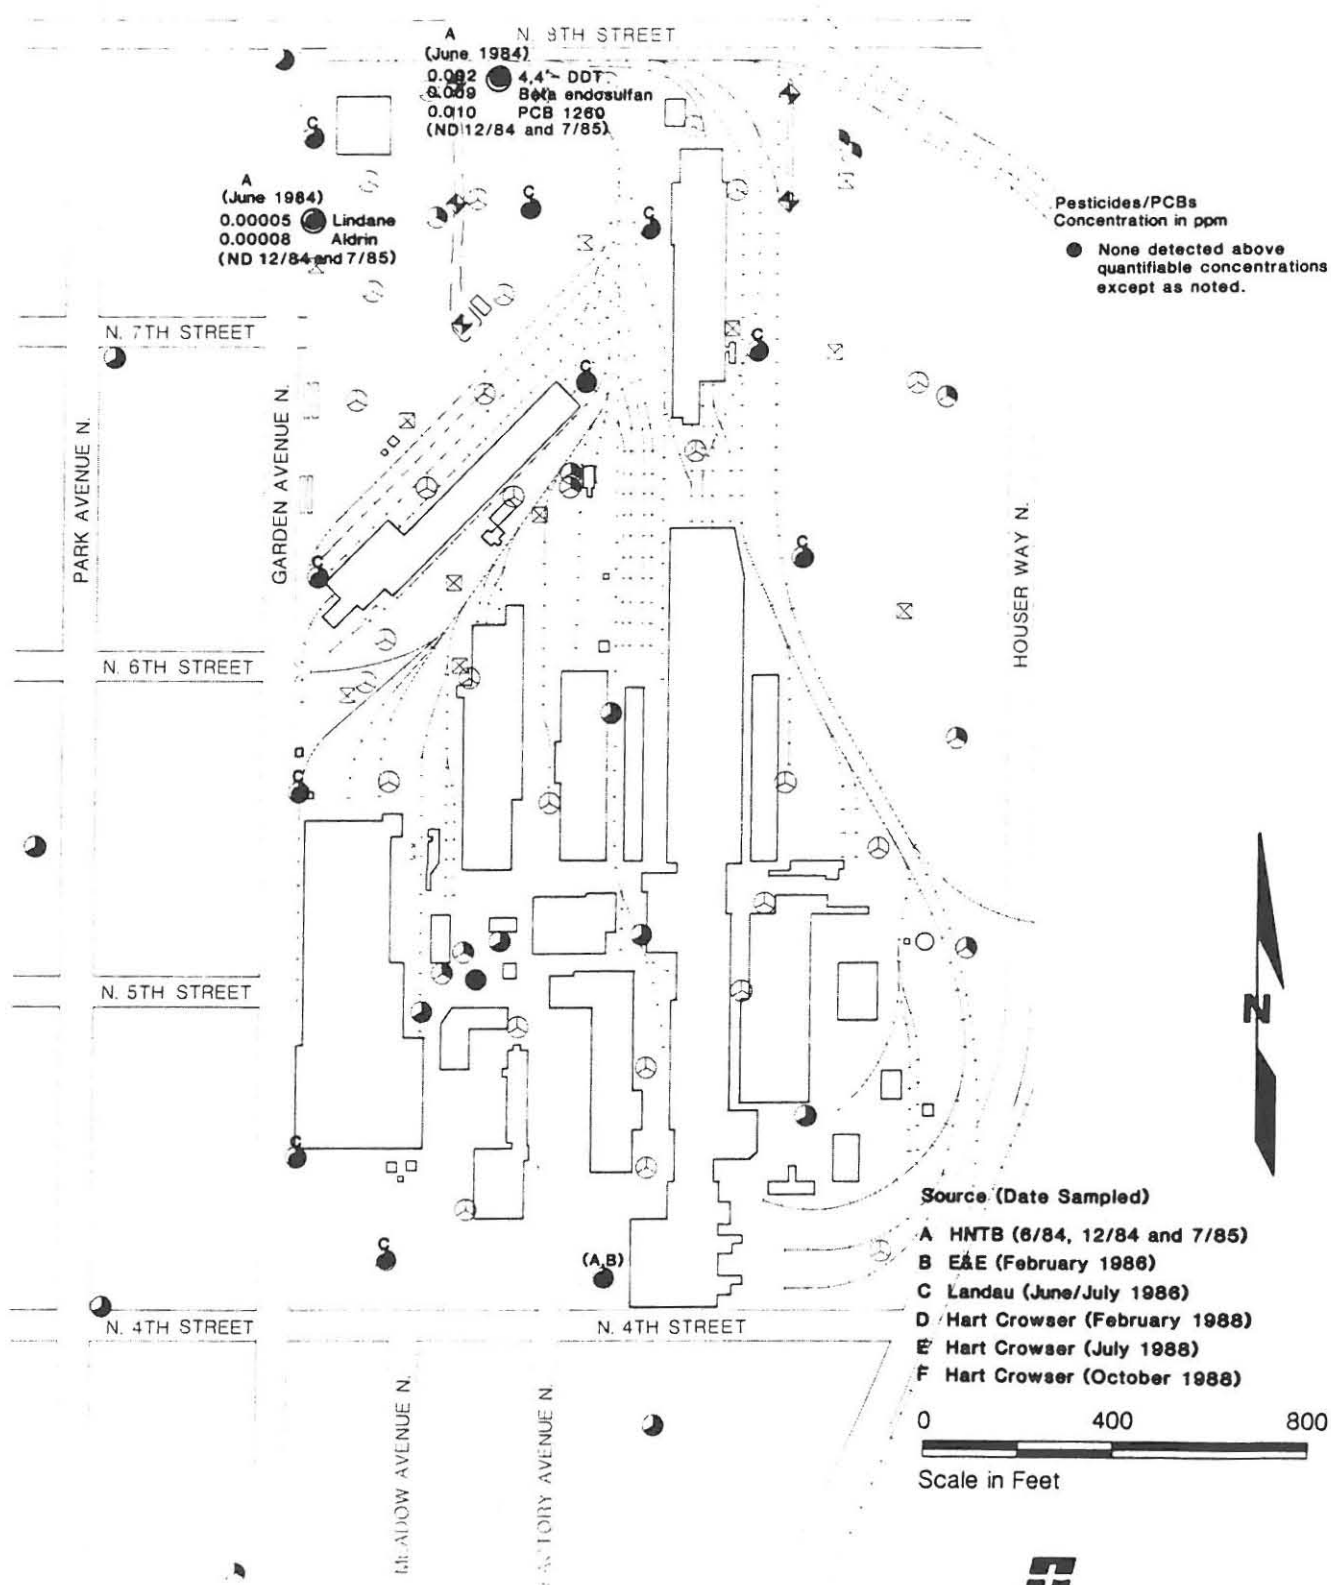 N. 8TH STREET
A
(June 1984)
0.002 4,4'- DDT
0.009 Beta endosulfan
0.010 PCB 1260
(ND 12/84 and 7/85)
C
A
(June 1984)
0.00005 Lindane
0.00008 Aldrin
(ND 12/84 and 7/85)
C
C
Pesticides/PCBs
Concentration in ppm
None detected above
quantifiable concentrations
except as noted.
N. 7TH STREET
C
C
PARK AVENUE N.
GARDEN AVENUE N.
HOUSER WAY N.
C
C
N. 6TH STREET
C
N. 5TH STREET
N
C
C
(A,B)
Source (Date Sampled)
A HNTB (6/84, 12/84 and 7/85)
B E&E (February 1986)
C Landau (June/July 1986)
D Hart Crowser (February 1988)
E Hart Crowser (July 1988)
F Hart Crowser (October 1988)
N. 4TH STREET
N. 4TH STREET
MEADOW AVENUE N.
AVENUE N.
0 400 800
Scale in Feet